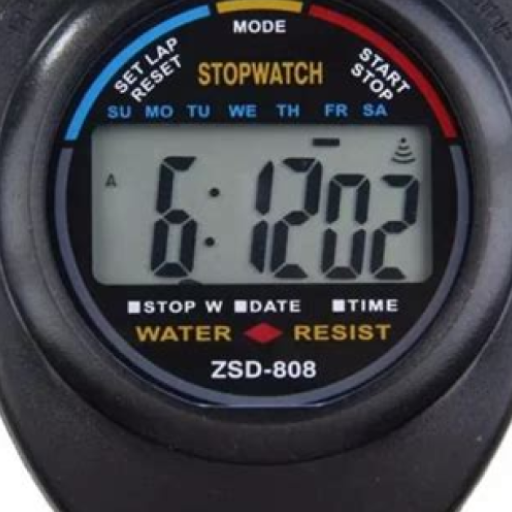 MODE
SET LAP
RESET
START
STOP
STOPWATCH
SU MO TU WE TH FR SA
A
6:12 02
STOP W DATE TIME
WATER RESIST
ZSD-808